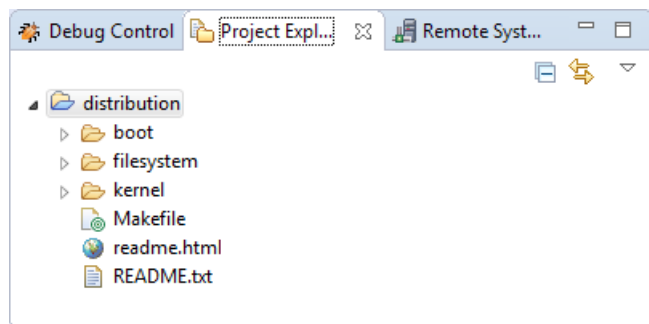 Debug Control Project Expl... Remote Syst...
distribution
boot
filesystem
kernel
Makefile
readme.html
README.txt